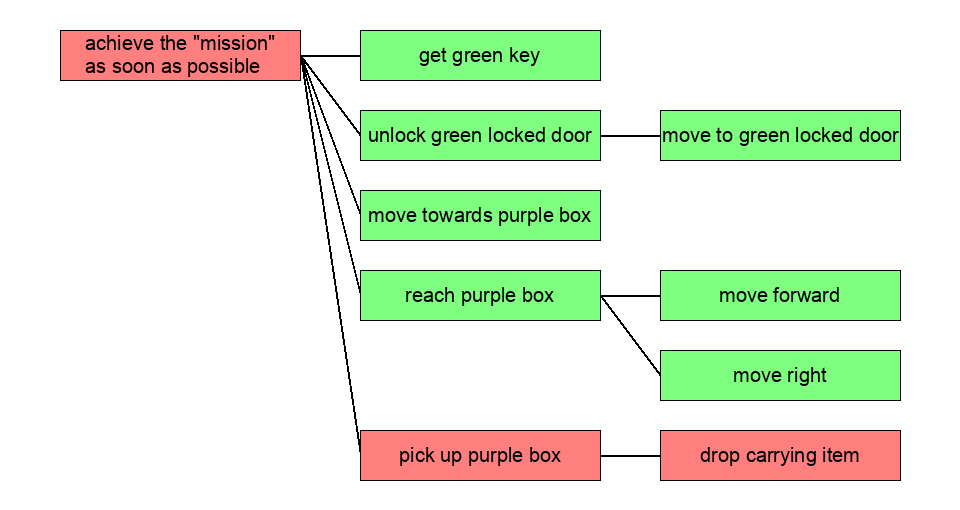 achieve the "mission"
as soon as possible
get green key
unlock green locked door
move to green locked door
move towards purple box
reach purple box
move forward
move right
pick up purple box
drop carrying item